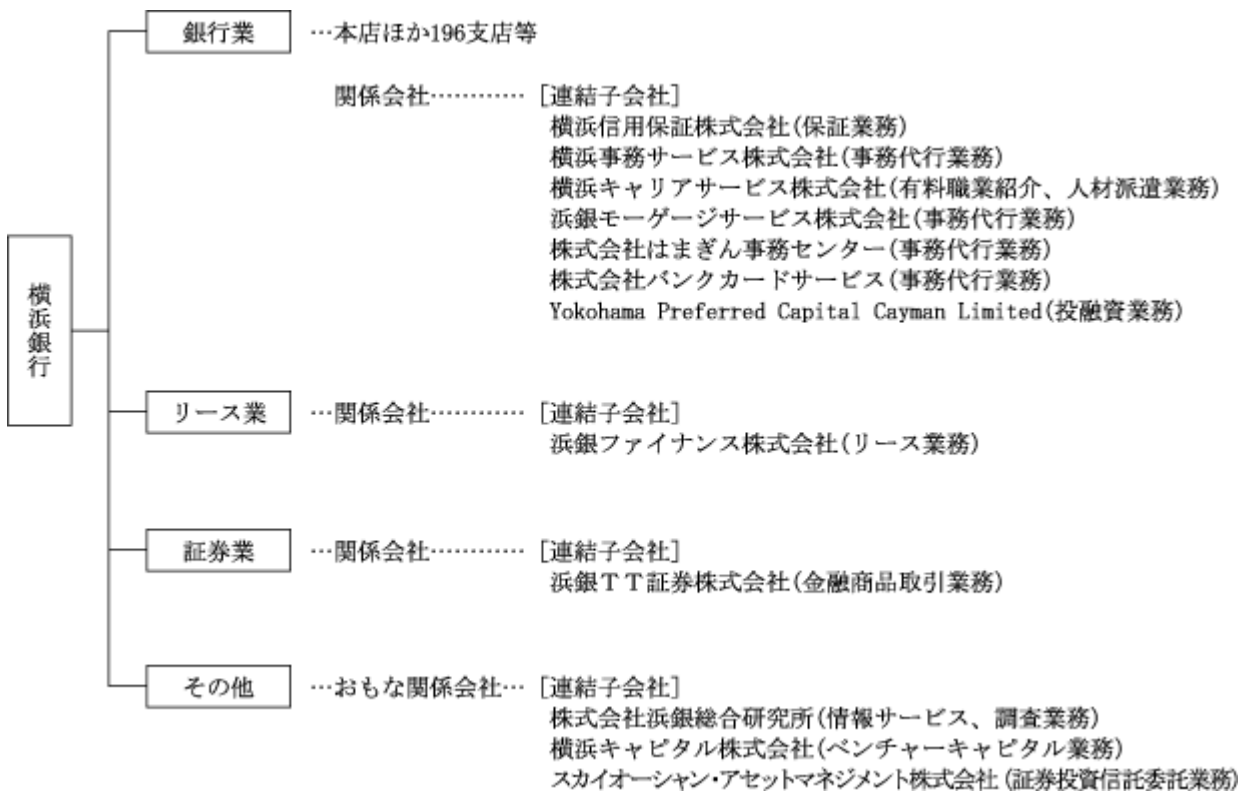 銀行業 …本店ほか196支店等
関係会社………… [連結子会社]
横浜信用保証株式会社(保証業務)
横浜事務サービス株式会社(事務代行業務)
横浜キャリアサービス株式会社(有料職業紹介、人材派遣業務)
浜銀モーゲージサービス株式会社(事務代行業務)
株式会社はまぎん事務センター(事務代行業務)
株式会社バンクカードサービス(事務代行業務)
Yokohama Preferred Capital Cayman Limited(投融資業務)
横浜銀行
リース業 …関係会社………… [連結子会社]
浜銀ファイナンス株式会社(リース業務)
証券業 …関係会社………… [連結子会社]
浜銀TT証券株式会社(金融商品取引業務)
その他 …おもな関係会社… [連結子会社]
株式会社浜銀総合研究所(情報サービス、調査業務)
横浜キャピタル株式会社(ベンチャーキャピタル業務)
スカイオーシャン・アセットマネジメント株式会社(証券投資信託委託業務)